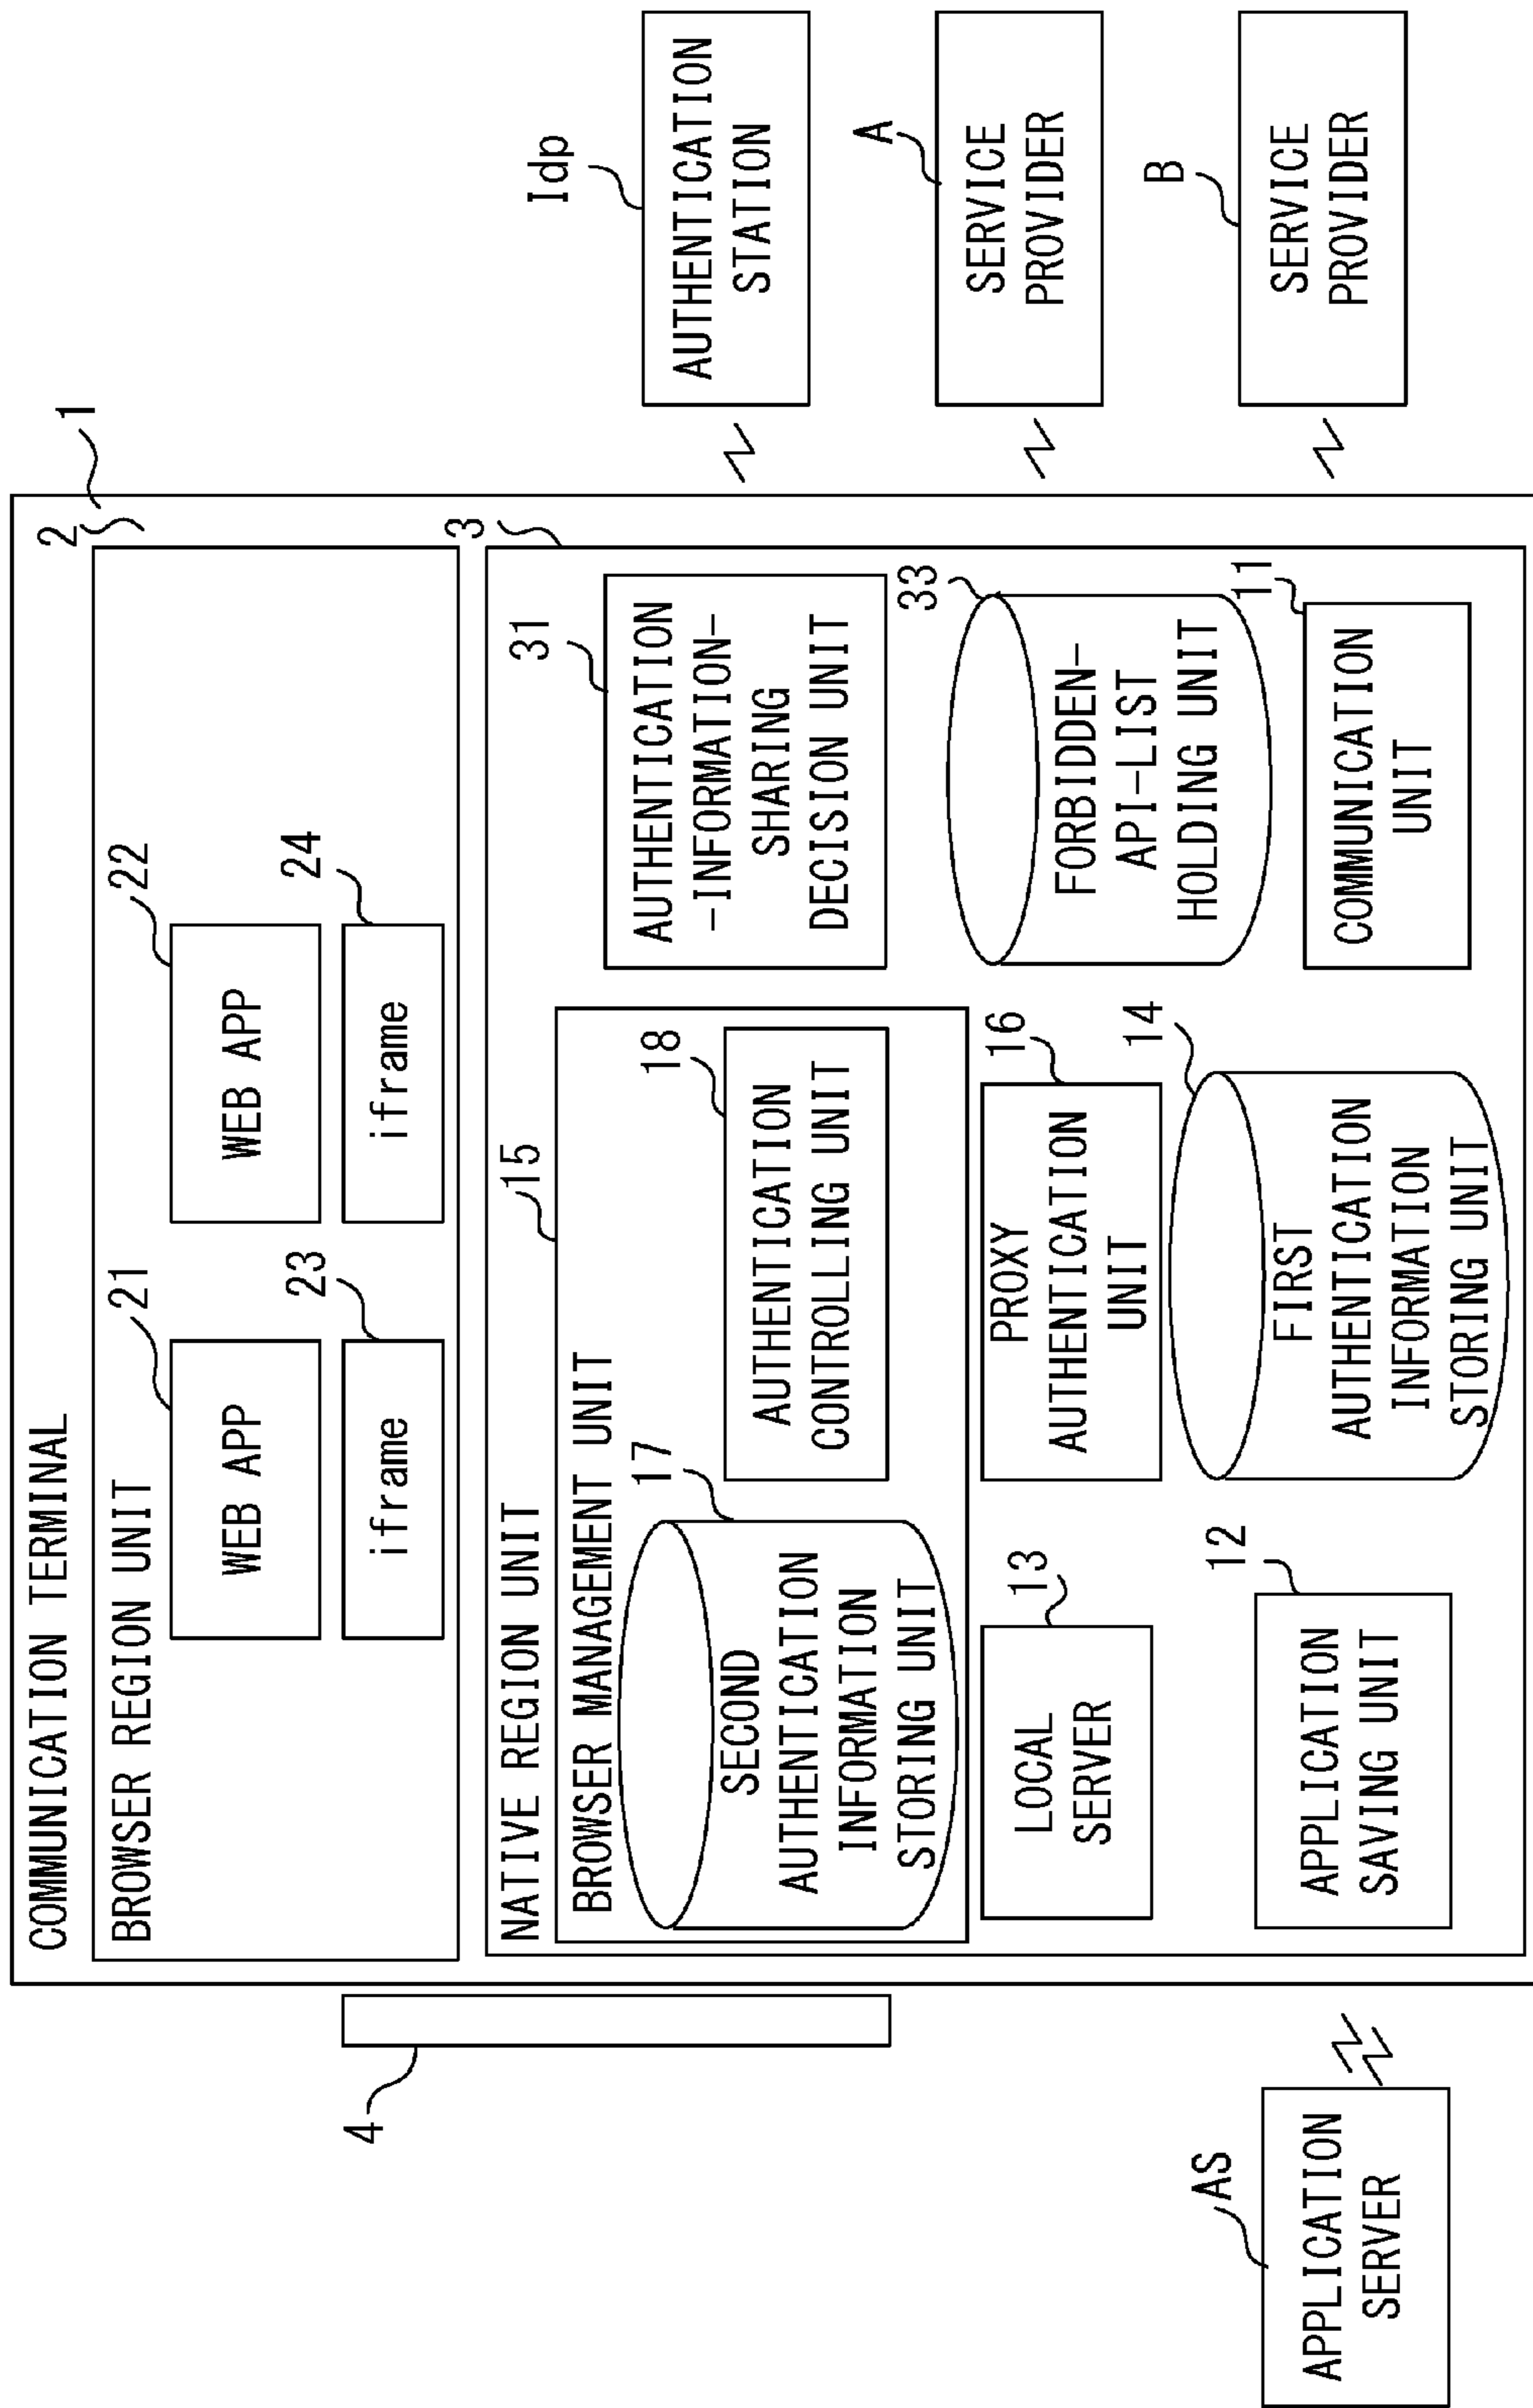 COMMUNICATION TERMINAL
1
2
BROWSER REGION UNIT
21
WEB APP
22
WEB APP
23
iframe
24
iframe
3
NATIVE REGION UNIT
15
BROWSER MANAGEMENT UNIT
17
SECOND
AUTHENTICATION
INFORMATION
STORING UNIT
18
AUTHENTICATION
CONTROLLING UNIT
31
AUTHENTICATION
-INFORMATION-
SHARING
DECISION UNIT
13
LOCAL
SERVER
16
PROXY
AUTHENTICATION
UNIT
33
FORBIDDEN-
API-LIST
HOLDING UNIT
12
APPLICATION
SAVING UNIT
14
FIRST
AUTHENTICATION
INFORMATION
STORING UNIT
11
COMMUNICATION
UNIT
4
AS
APPLICATION
SERVER
Idp
AUTHENTICATION
STATION
A
SERVICE
PROVIDER
B
SERVICE
PROVIDER